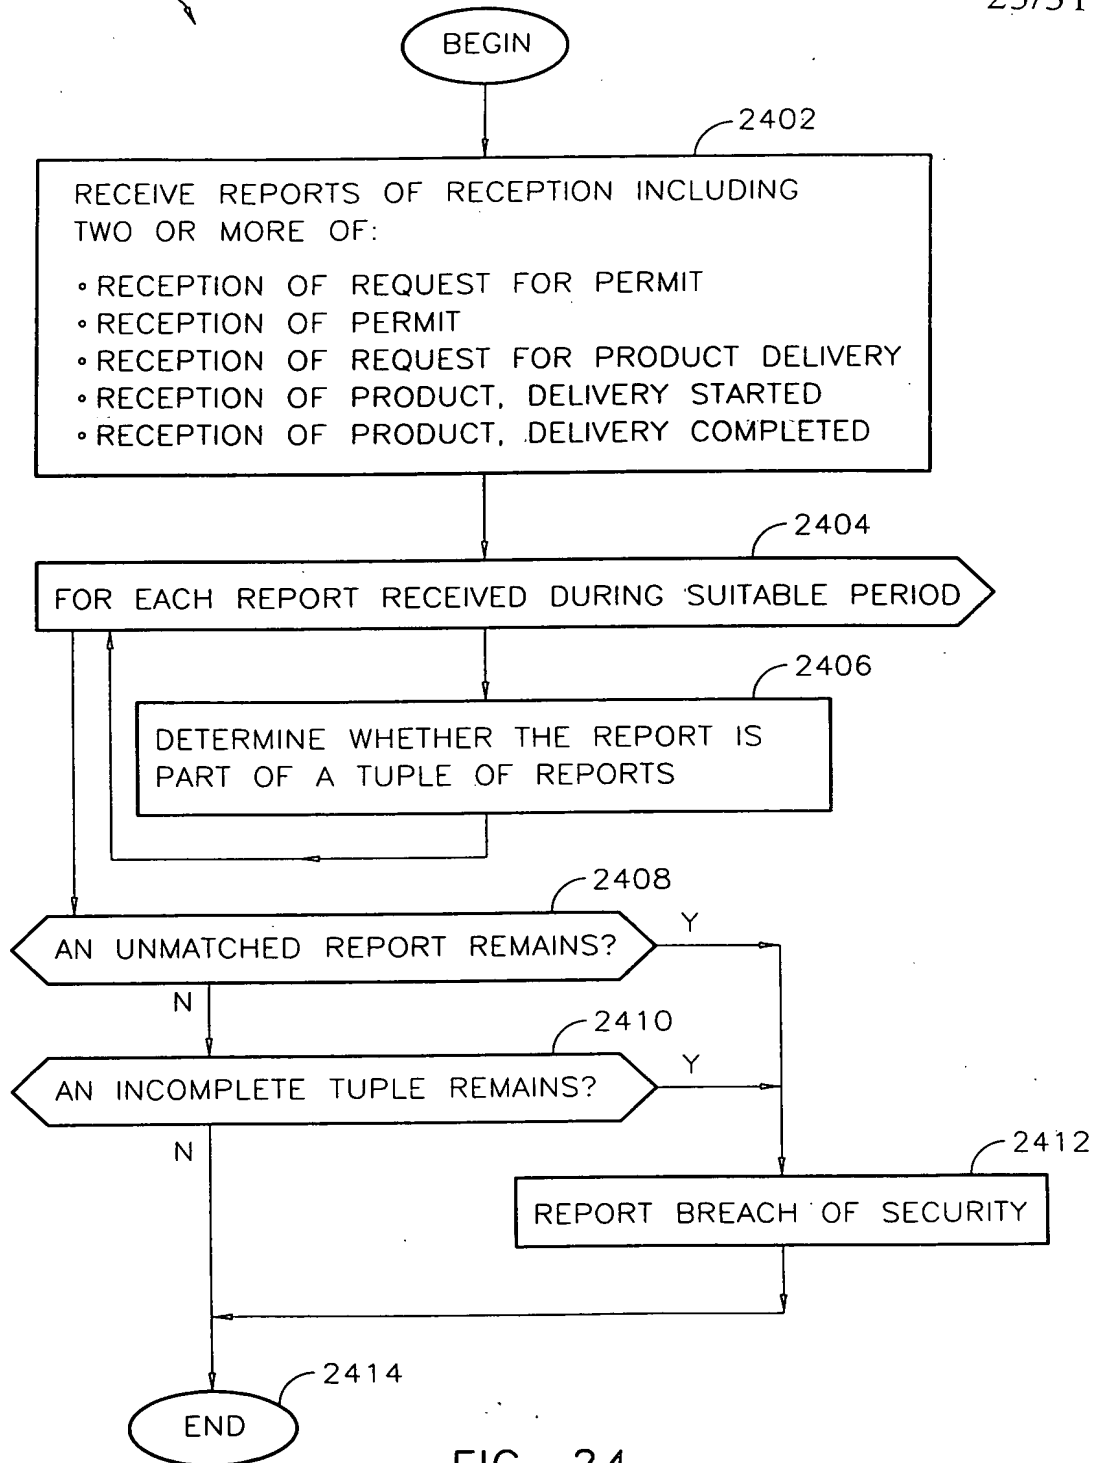 BEGIN
2402
RECEIVE REPORTS OF RECEPTION INCLUDING
TWO OR MORE OF:
∘ RECEPTION OF REQUEST FOR PERMIT
∘ RECEPTION OF PERMIT
∘ RECEPTION OF REQUEST FOR PRODUCT DELIVERY
∘ RECEPTION OF PRODUCT, DELIVERY STARTED
∘ RECEPTION OF PRODUCT, DELIVERY COMPLETED
2404
FOR EACH REPORT RECEIVED DURING SUITABLE PERIOD
2406
DETERMINE WHETHER THE REPORT IS
PART OF A TUPLE OF REPORTS
2408
AN UNMATCHED REPORT REMAINS?
Y
N
2410
AN INCOMPLETE TUPLE REMAINS?
Y
N
2412
REPORT BREACH OF SECURITY
2414
END
FIG. 24